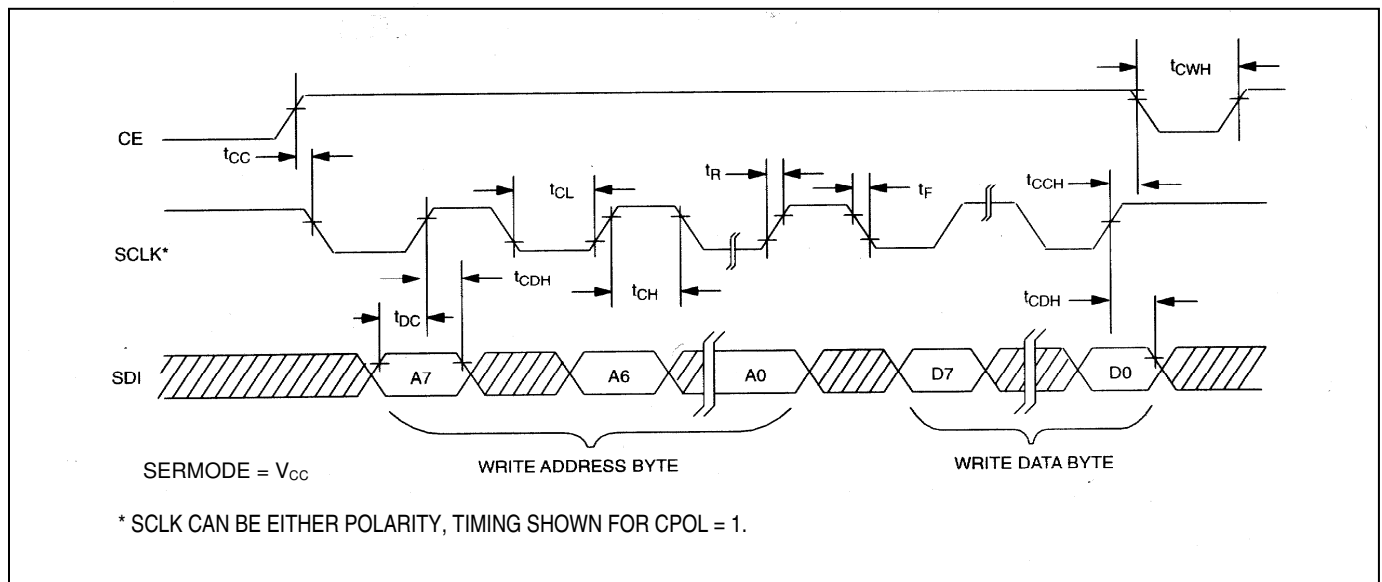 tCWH
CE
tCC
tCL
tR
tF
tCCH
SCLK*
tCDH
tCH
tCDH
tDC
SDI
A7
A6
A0
D7
D0
WRITE ADDRESS BYTE
WRITE DATA BYTE
SERMODE = VCC
* SCLK CAN BE EITHER POLARITY, TIMING SHOWN FOR CPOL = 1.